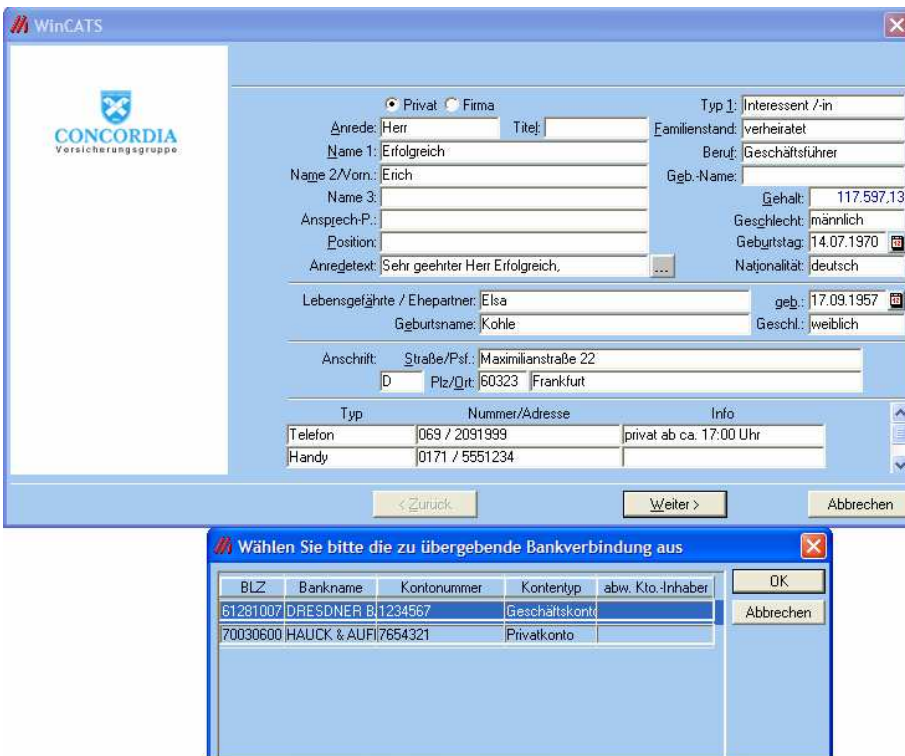 WinCATS
CONCORDIA
Versicherungsgruppe
Privat Firma
Typ 1: Interessent /-in
Anrede: Herr Titel:
Familienstand: verheiratet
Name 1: Erfolgreich
Beruf: Geschäftsführer
Name 2/Vorn.: Erich
Geb.-Name:
Name 3:
Gehalt: 117.597,13
Ansprech-P.:
Geschlecht: männlich
Position:
Geburtstag: 14.07.1970
Anredetext: Sehr geehrter Herr Erfolgreich, ...
Nationalität: deutsch
Lebensgefährte / Ehepartner: Elsa
geb.: 17.09.1957
Geburtsname: Kohle
Geschl.: weiblich
Anschrift: Straße/Psf.: Maximilianstraße 22
D Plz/Ort: 60323 Frankfurt
Typ Nummer/Adresse Info
Telefon 069 / 2091999 privat ab ca. 17:00 Uhr
Handy 0171 / 5551234
< Zurück Weiter > Abbrechen
Wählen Sie bitte die zu übergebende Bankverbindung aus
BLZ Bankname Kontonummer Kontentyp abw. Kto.-Inhaber OK
61281007 DRESDNER B 1234567 Geschäftskonto Abbrechen
70030600 HAUCK & AUF 7654321 Privatkonto